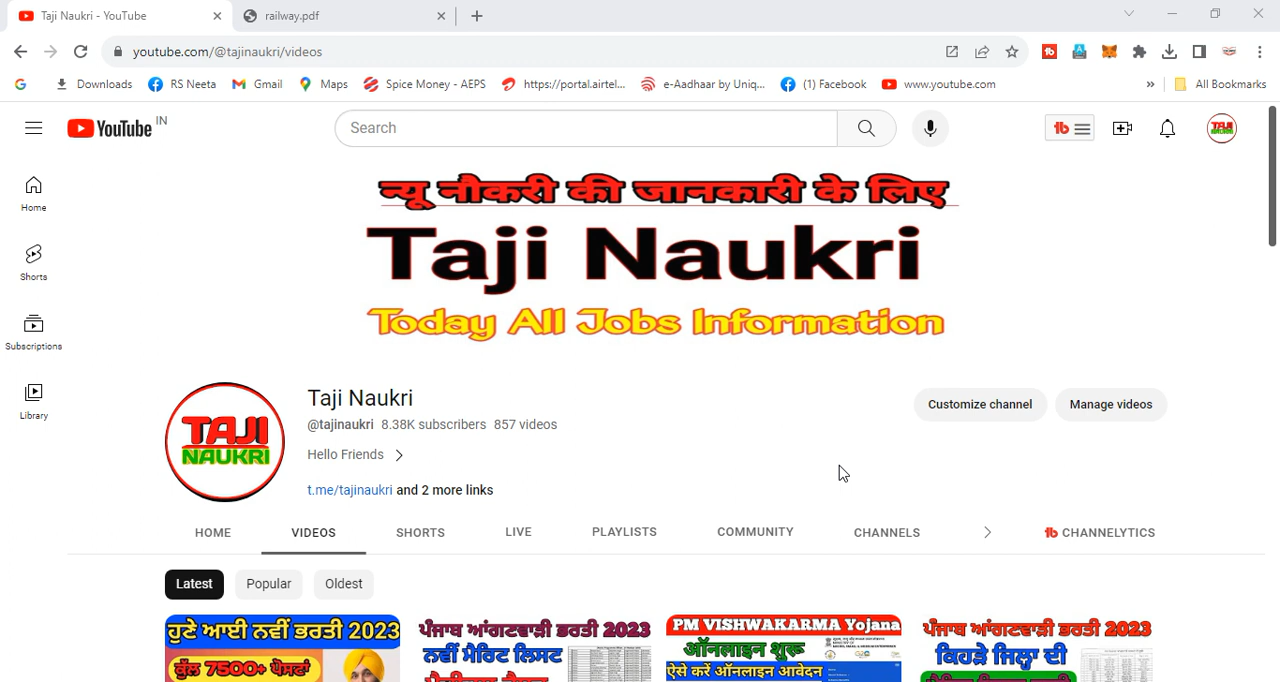 Taji Naukri - YouTube
railway.pdf
youtube.com/@tajinaukri/videos
Downloads
RS Neeta
Gmail
Maps
Spice Money - AEPS
https://portal.airtel...
e-Aadhaar by Uniq...
(1) Facebook
www.youtube.com
»
All Bookmarks
YouTube IN
Search
Home
Shorts
Subscriptions
Library
न्यू नौकरी की जानकारी के लिए
Taji Naukri
Today All Jobs Information
TAJI
NAUKRI
Taji Naukri
@tajinaukri 8.38K subscribers 857 videos
Hello Friends
t.me/tajinaukri and 2 more links
Customize channel
Manage videos
HOME VIDEOS SHORTS LIVE PLAYLISTS COMMUNITY CHANNELS CHANNELYTICS
Latest Popular Oldest
ਹੁਣੇ ਆਈ ਨਵੀਂ ਭਰਤੀ 2023
ਕੁੱਲ 7500+ ਪੋਸਟਾਂ
ਪੰਜਾਬ ਆਂਗਣਵਾੜੀ ਭਰਤੀ 2023
ਨਵੀਂ ਮੈਰਿਟ ਲਿਸਟ
PM VISHWAKARMA Yojana
ऑनलाइन शुरू
ऐसे करें ऑनलाइन आवेदन
ਪੰਜਾਬ ਆਂਗਣਵਾੜੀ ਭਰਤੀ 2023
ਕਿਹੜੇ ਜ਼ਿਲ੍ਹਾ ਦੀ